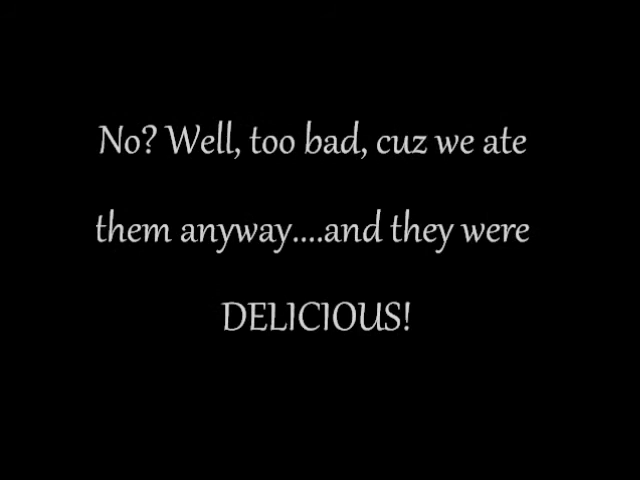 No? Well, too bad, cuz we ate
them anyway....and they were
DELICIOUS!